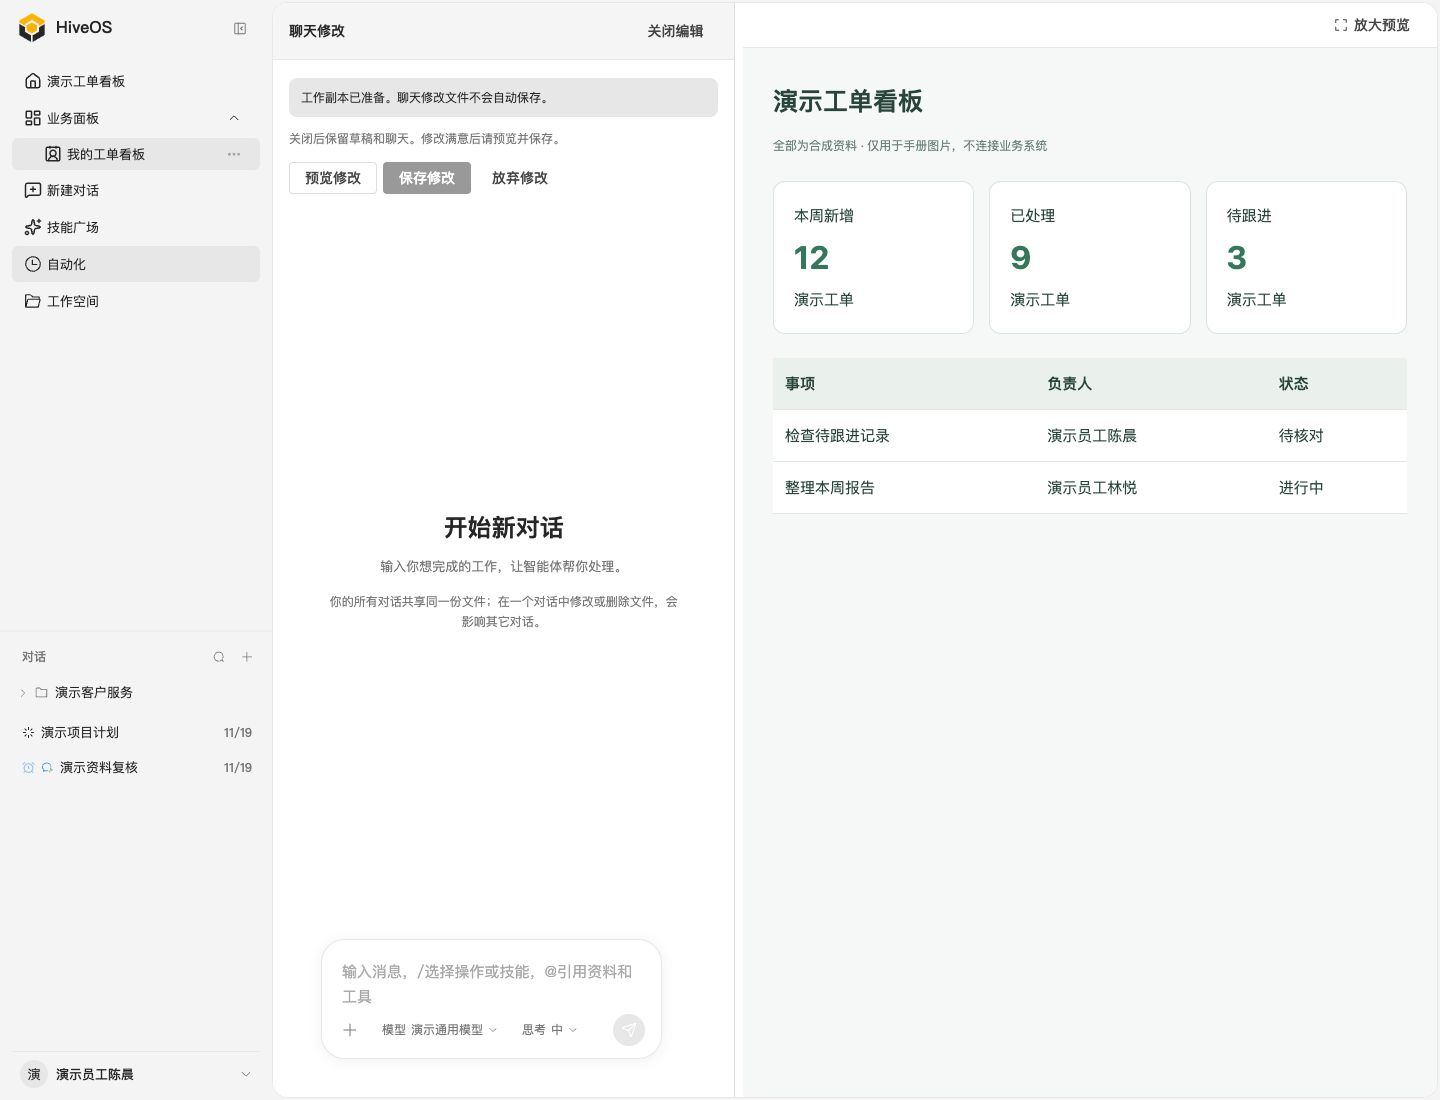 HiveOS
演示工单看板
业务面板
我的工单看板
新建对话
技能广场
自动化
工作空间
对话
演示客户服务
演示项目计划 11/19
演示资料复核 11/19
演 演示员工陈晨
聊天修改 关闭编辑
工作副本已准备。聊天修改文件不会自动保存。
关闭后保留草稿和聊天。修改满意后请预览并保存。
预览修改 保存修改 放弃修改
开始新对话
输入你想完成的工作，让智能体帮你处理。
你的所有对话共享同一份文件；在一个对话中修改或删除文件，会
影响其它对话。
输入消息，/选择操作或技能，@引用资料和
工具
模型 演示通用模型 思考 中
放大预览
演示工单看板
全部为合成资料 · 仅用于手册图片，不连接业务系统
本周新增 已处理 待跟进
12 9 3
演示工单 演示工单 演示工单
事项 负责人 状态
检查待跟进记录 演示员工陈晨 待核对
整理本周报告 演示员工林悦 进行中